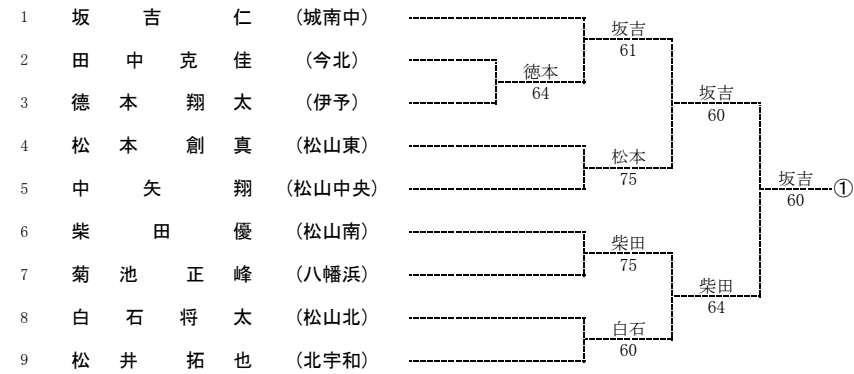 1 坂 吉 仁 （城南中）
坂吉
61
2 田 中 克 佳 （今北）
徳本
64
3 徳 本 翔 太 （伊予）
坂吉
60
4 松 本 創 真 （松山東）
松本
75
5 中 矢 翔 （松山中央）
坂吉
60
①
6 柴 田 優 （松山南）
柴田
75
7 菊 池 正 峰 （八幡浜）
柴田
64
8 白 石 将 太 （松山北）
白石
60
9 松 井 拓 也 （北宇和）